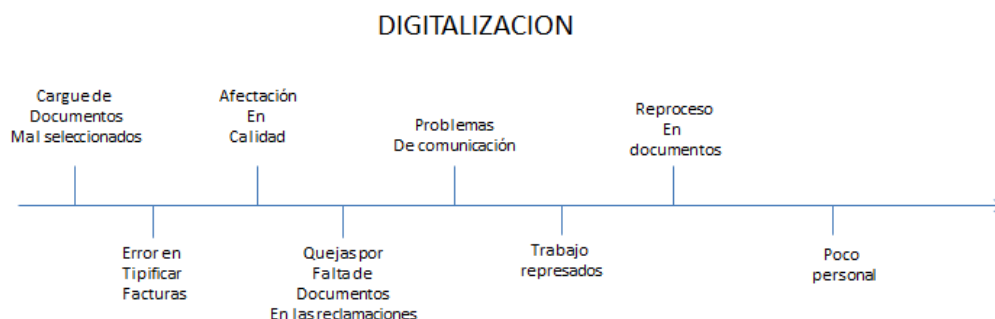 DIGITALIZACION
Cargue de
Documentos
Mal seleccionados
Afectación
En
Calidad
Problemas
De comunicación
Reproceso
En
documentos
Error en
Tipificar
Facturas
Quejas por
Falta de
Documentos
En las reclamaciones
Trabajo
represados
Poco
personal